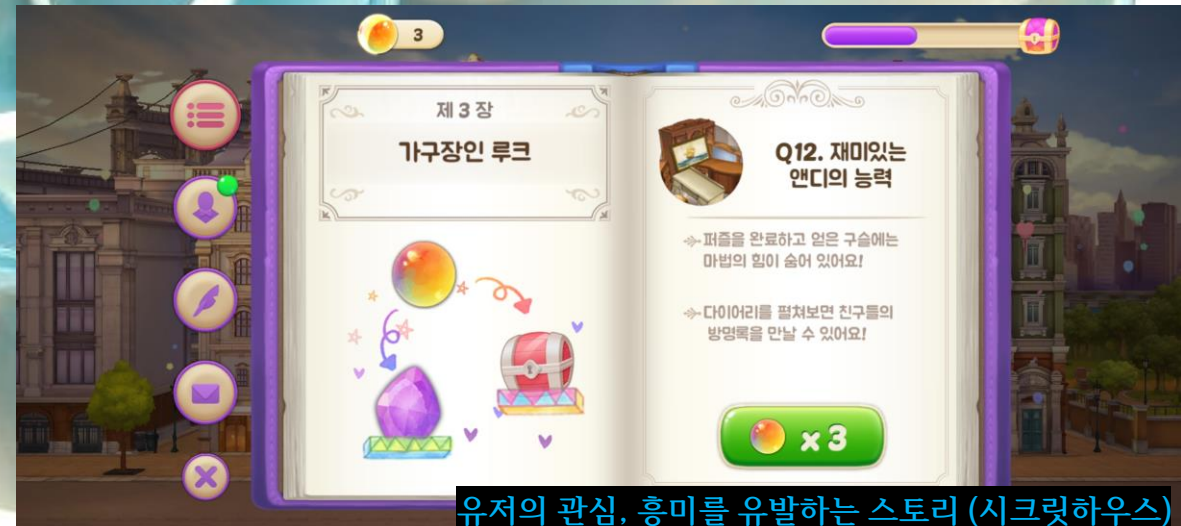 3
제 3 장
가구장인 루크
Q12. 재미있는
앤디의 능력
퍼즐을 완료하고 얻은 구슬에는
마법의 힘이 숨어 있어요!
다이어리를 펼쳐보면 친구들의
방명록을 만날 수 있어요!
x 3
유저의 관심, 흥미를 유발하는 스토리 (시크릿하우스)